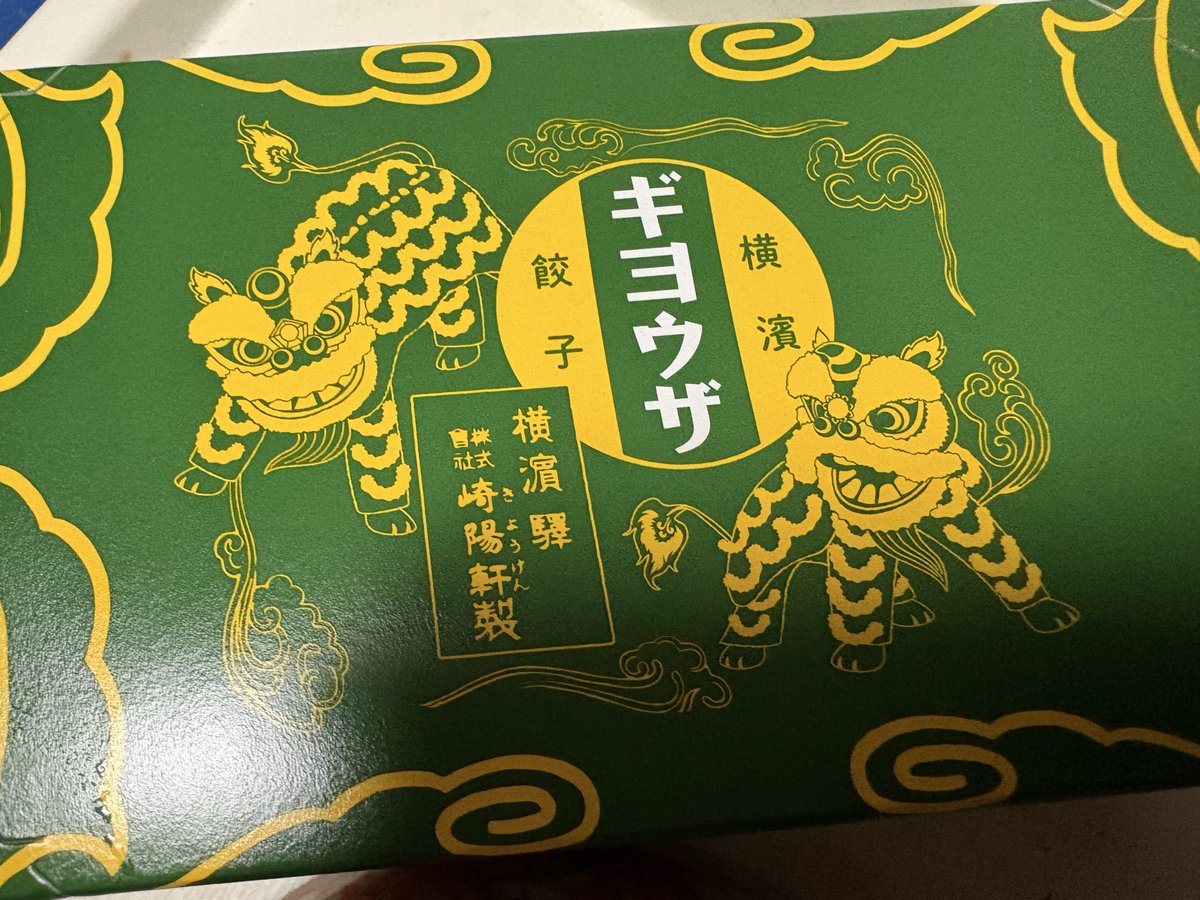 横濱
ギヨウザ
餃子
横濱驛
株式會社 崎陽軒製
きようけん